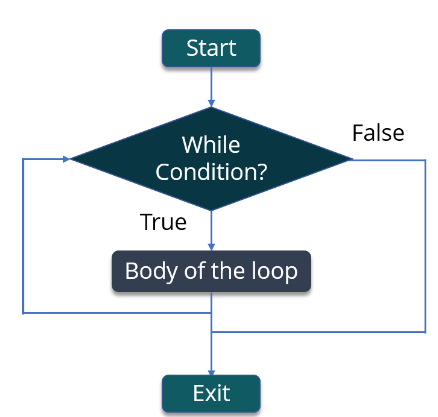 Start
While
Condition?
False
True
Body of the loop
Exit